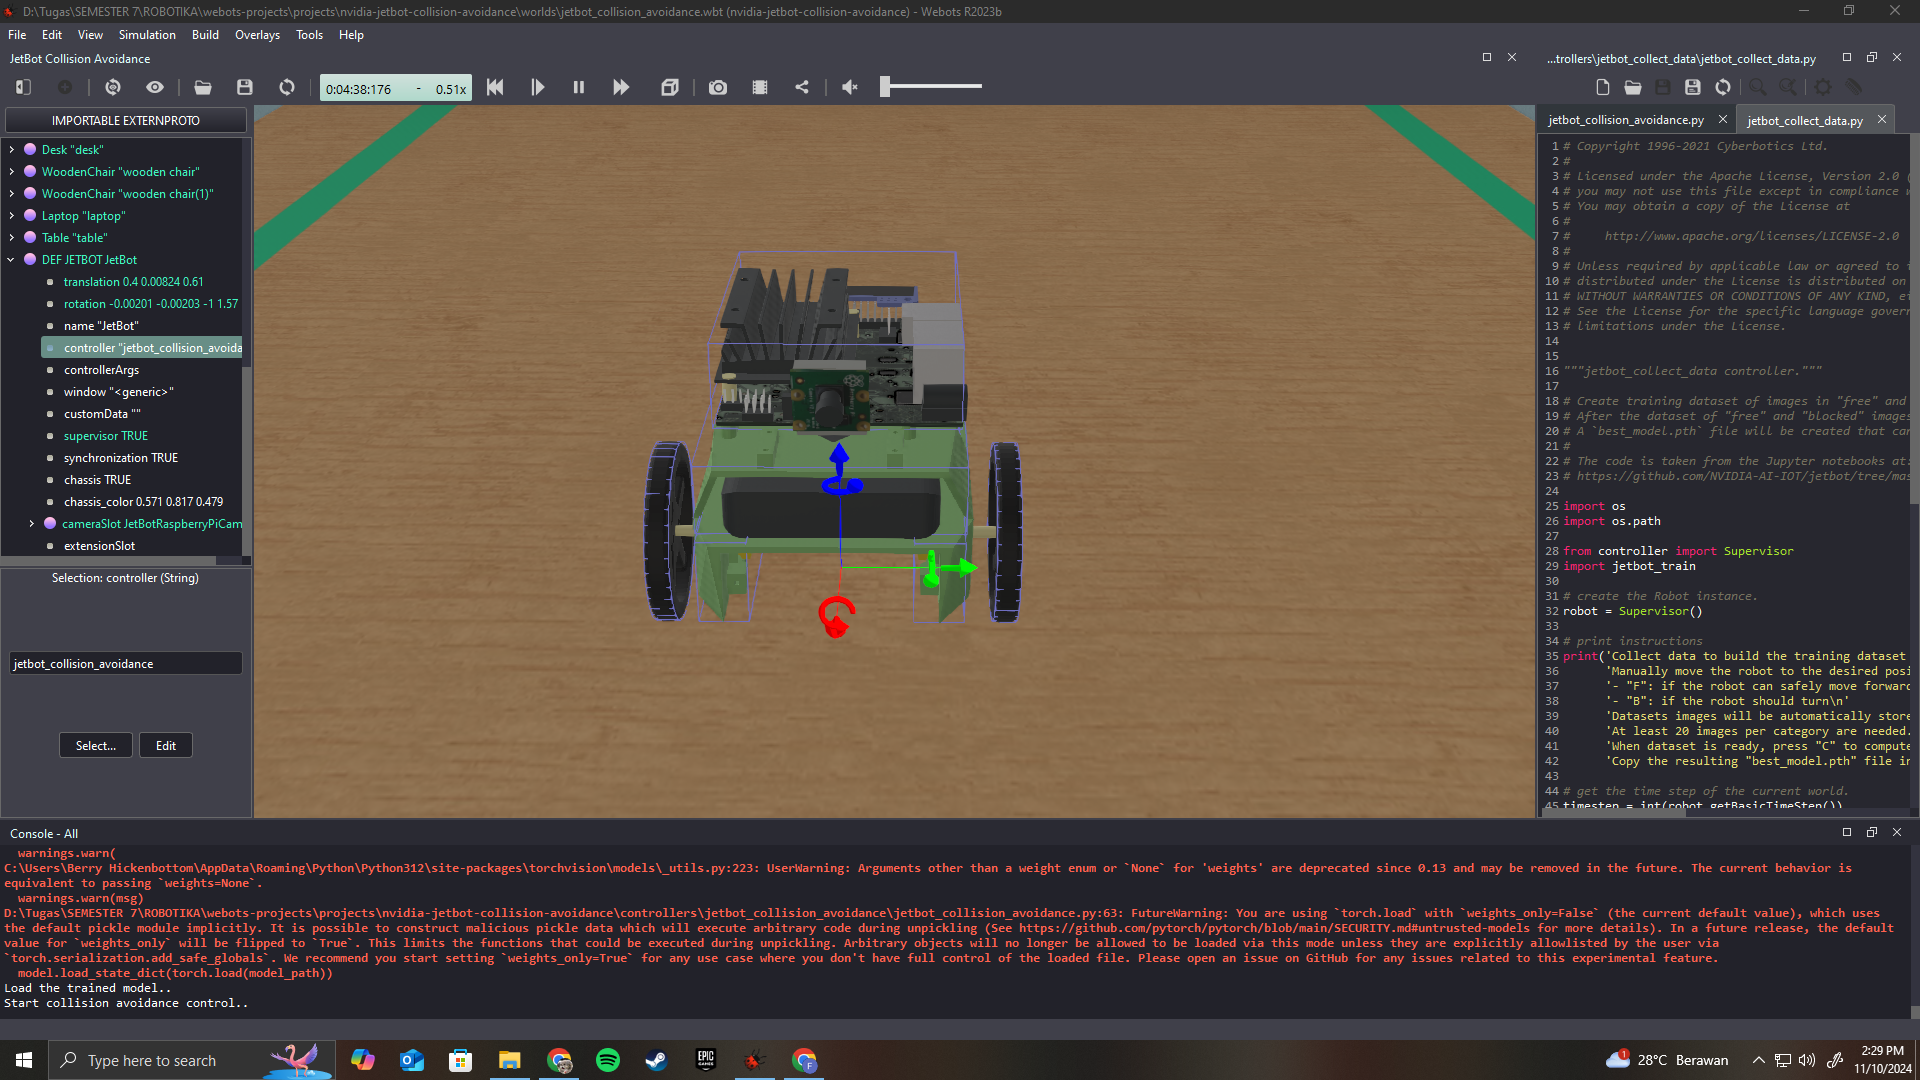 D:\Tugas\SEMESTER 7\ROBOTIKA\webots-projects\projects\nvidia-jetbot-collision-avoidance\worlds\jetbot_collision_avoidance.wbt (nvidia-jetbot-collision-avoidance) - Webots R2023b
File Edit View Simulation Build Overlays Tools Help
JetBot Collision Avoidance
0:04:38:176 - 0.51x
IMPORTABLE EXTERNPROTO
Desk "desk"
WoodenChair "wooden chair"
WoodenChair "wooden chair(1)"
Laptop "laptop"
Table "table"
DEF JETBOT JetBot
translation 0.4 0.00824 0.61
rotation -0.00201 -0.00203 -1 1.57
name "JetBot"
controller "jetbot_collision_avoida
controllerArgs
window "<generic>"
customData ""
supervisor TRUE
synchronization TRUE
chassis TRUE
chassis_color 0.571 0.817 0.479
cameraSlot JetBotRaspberryPiCam
extensionSlot
Selection: controller (String)
jetbot_collision_avoidance
Select... Edit
...trollers\jetbot_collect_data\jetbot_collect_data.py
jetbot_collision_avoidance.py jetbot_collect_data.py
1 # Copyright 1996-2021 Cyberbotics Ltd.
2 #
3 # Licensed under the Apache License, Version 2.0 (
4 # you may not use this file except in compliance w
5 # You may obtain a copy of the License at
6 #
7 # http://www.apache.org/licenses/LICENSE-2.0
8 #
9 # Unless required by applicable law or agreed to i
10 # distributed under the License is distributed on
11 # WITHOUT WARRANTIES OR CONDITIONS OF ANY KIND, ei
12 # See the License for the specific language gover
13 # limitations under the License.
14
15
16 """jetbot_collect_data controller."""
17
18 # Create training dataset of images in "free" and
19 # After the dataset of "free" and "blocked" images
20 # A `best_model.pth` file will be created that can
21 #
22 # The code is taken from the Jupyter notebooks at:
23 # https://github.com/NVIDIA-AI-IOT/jetbot/tree/mas
24
25 import os
26 import os.path
27
28 from controller import Supervisor
29 import jetbot_train
30
31 # create the Robot instance.
32 robot = Supervisor()
33
34 # print instructions
35 print('Collect data to build the training dataset
36 'Manually move the robot to the desired posi
37 '- "F": if the robot can safely move forward
38 '- "B": if the robot should turn\n'
39 'Datasets images will be automatically store
40 'At least 20 images per category are needed.
41 'When dataset is ready, press "C" to compute
42 'Copy the resulting "best_model.pth" file in
43
44 # get the time step of the current world.
45 timestep = int(robot.getBasicTimeStep())
Console - All
warnings.warn(
C:\Users\Berry Hickenbottom\AppData\Roaming\Python\Python312\site-packages\torchvision\models\_utils.py:223: UserWarning: Arguments other than a weight enum or `None` for 'weights' are deprecated since 0.13 and may be removed in the future. The current behavior is
equivalent to passing `weights=None`.
warnings.warn(msg)
D:\Tugas\SEMESTER 7\ROBOTIKA\webots-projects\projects\nvidia-jetbot-collision-avoidance\controllers\jetbot_collision_avoidance\jetbot_collision_avoidance.py:63: FutureWarning: You are using `torch.load` with `weights_only=False` (the current default value), which uses
the default pickle module implicitly. It is possible to construct malicious pickle data which will execute arbitrary code during unpickling (See https://github.com/pytorch/pytorch/blob/main/SECURITY.md#untrusted-models for more details). In a future release, the default
value for `weights_only` will be flipped to `True`. This limits the functions that could be executed during unpickling. Arbitrary objects will no longer be allowed to be loaded via this mode unless they are explicitly allowlisted by the user via
`torch.serialization.add_safe_globals`. We recommend you start setting `weights_only=True` for any use case where you don't have full control of the loaded file. Please open an issue on GitHub for any issues related to this experimental feature.
model.load_state_dict(torch.load(model_path))
Load the trained model..
Start collision avoidance control..
Type here to search
EPIC GAMES
1
F
28°C Berawan
2:29 PM
11/10/2024